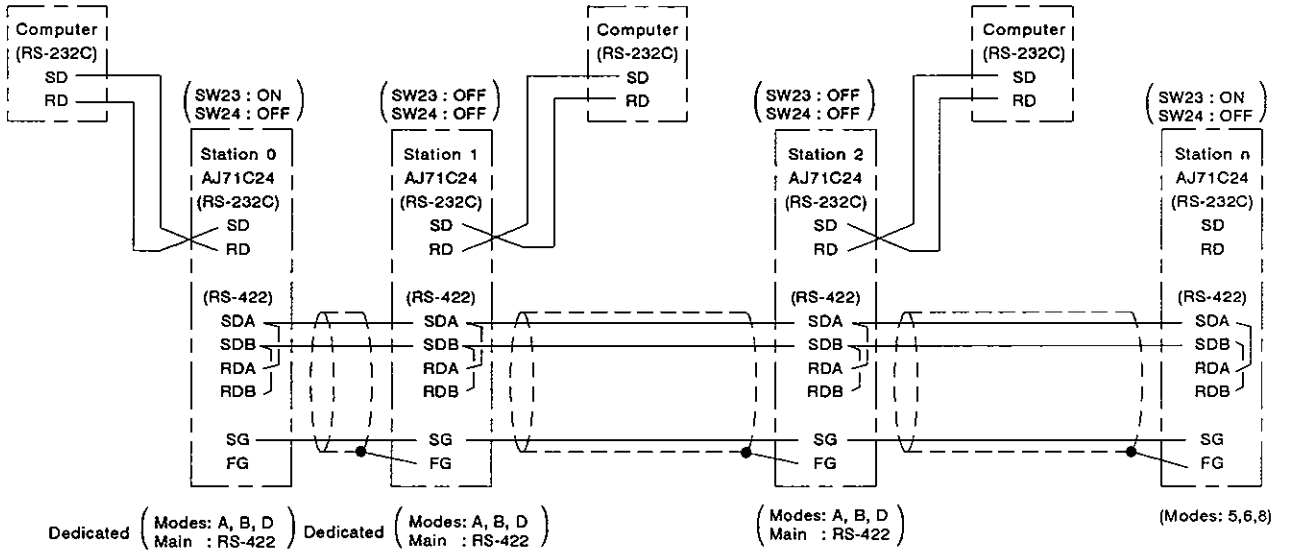 Computer
(RS-232C)
SD
RD
Computer
(RS-232C)
SD
RD
Computer
(RS-232C)
SD
RD
(SW23 : ON
SW24 : OFF)
(SW23 : OFF
SW24 : OFF)
(SW23 : OFF
SW24 : OFF)
(SW23 : ON
SW24 : OFF)
Station 0
AJ71C24
(RS-232C)
SD
RD
(RS-422)
SDA
SDB
RDA
RDB
SG
FG
Station 1
AJ71C24
(RS-232C)
SD
RD
(RS-422)
SDA
SDB
RDA
RDB
SG
FG
Station 2
AJ71C24
(RS-232C)
SD
RD
(RS-422)
SDA
SDB
RDA
RDB
SG
FG
Station n
AJ71C24
(RS-232C)
SD
RD
(RS-422)
SDA
SDB
RDA
RDB
SG
FG
Dedicated (Modes: A, B, D
Main : RS-422)
Dedicated (Modes: A, B, D
Main : RS-422)
(Modes: A, B, D
Main : RS-422)
(Modes: 5,6,8)